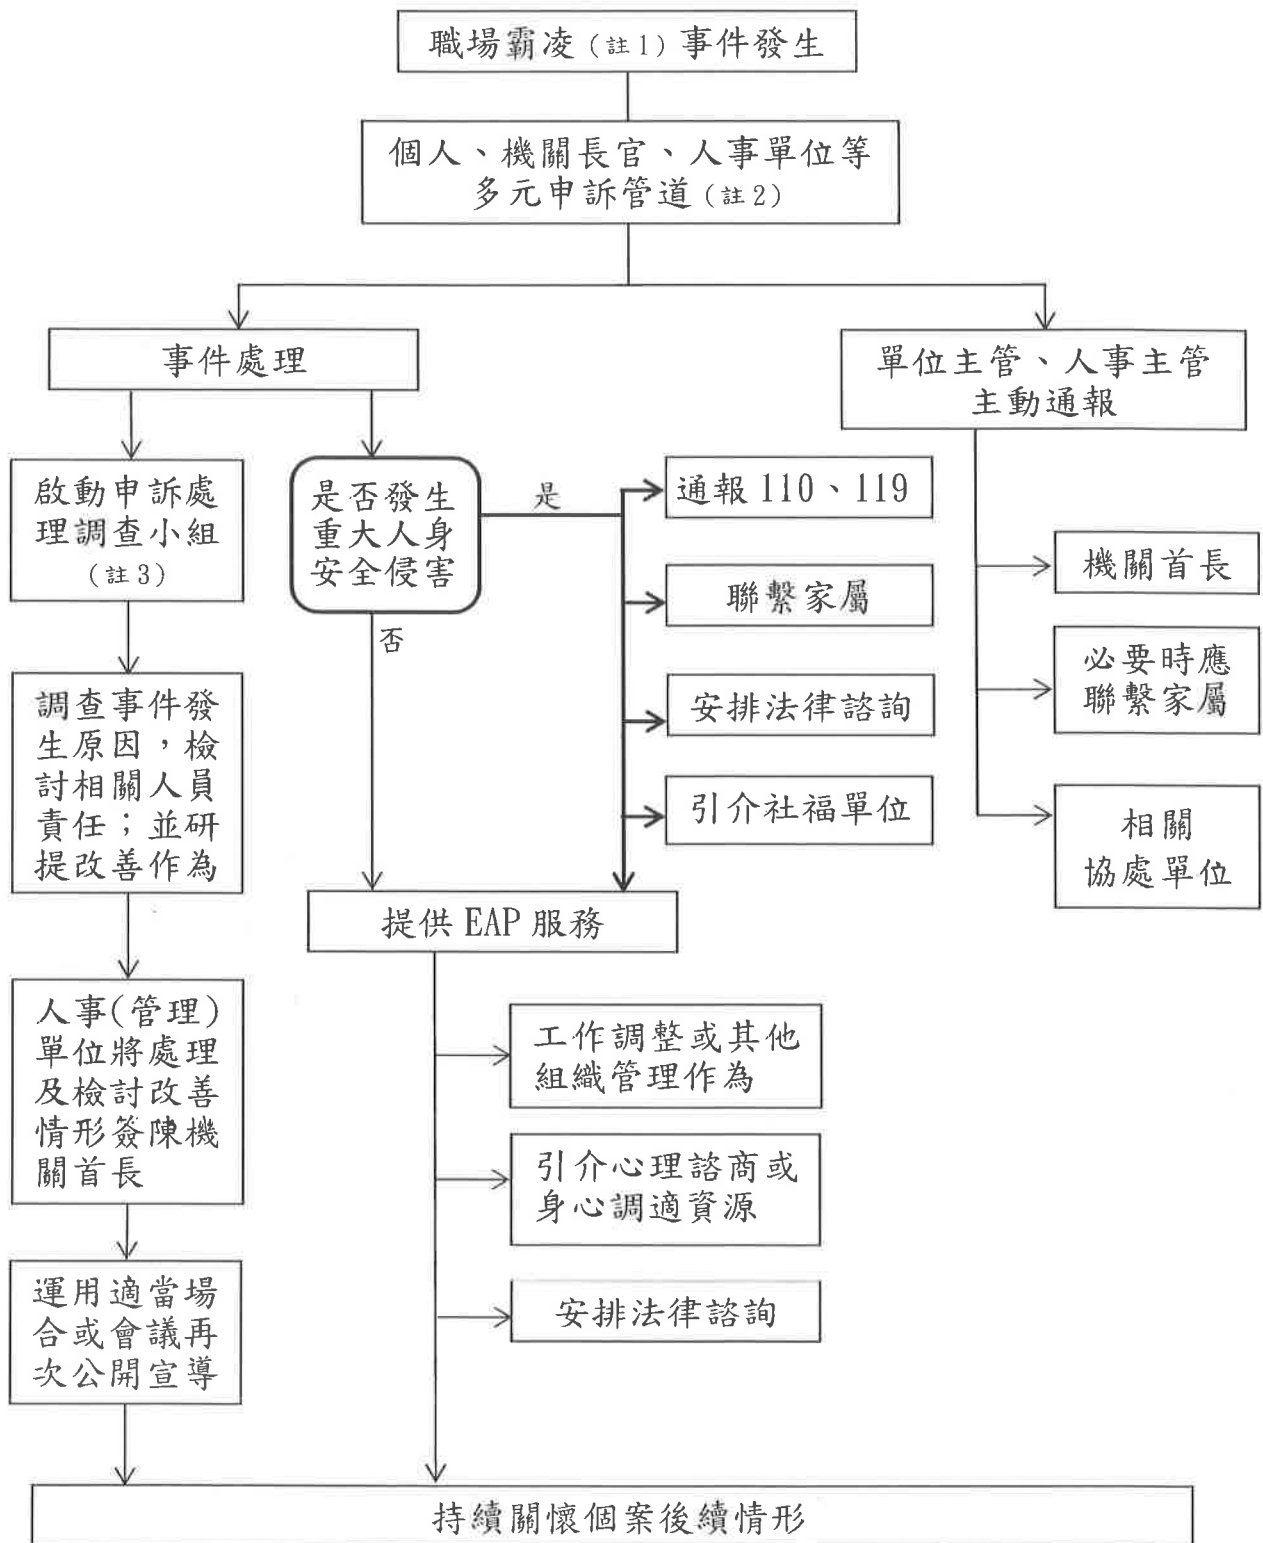 職場霸凌(註1)事件發生
個人、機關長官、人事單位等
多元申訴管道(註2)
事件處理
單位主管、人事主管
主動通報
啟動申訴處
理調查小組
(註3)
是否發生
重大人身
安全侵害
是
否
通報110、119
聯繫家屬
安排法律諮詢
引介社福單位
機關首長
必要時應
聯繫家屬
相關
協處單位
調查事件發
生原因，檢
討相關人員
責任；並研
提改善作為
提供EAP服務
人事(管理)
單位將處理
及檢討改善
情形簽陳機
關首長
工作調整或其他
組織管理作為
引介心理諮商或
身心調適資源
安排法律諮詢
運用適當場
合或會議再
次公開宣導
持續關懷個案後續情形